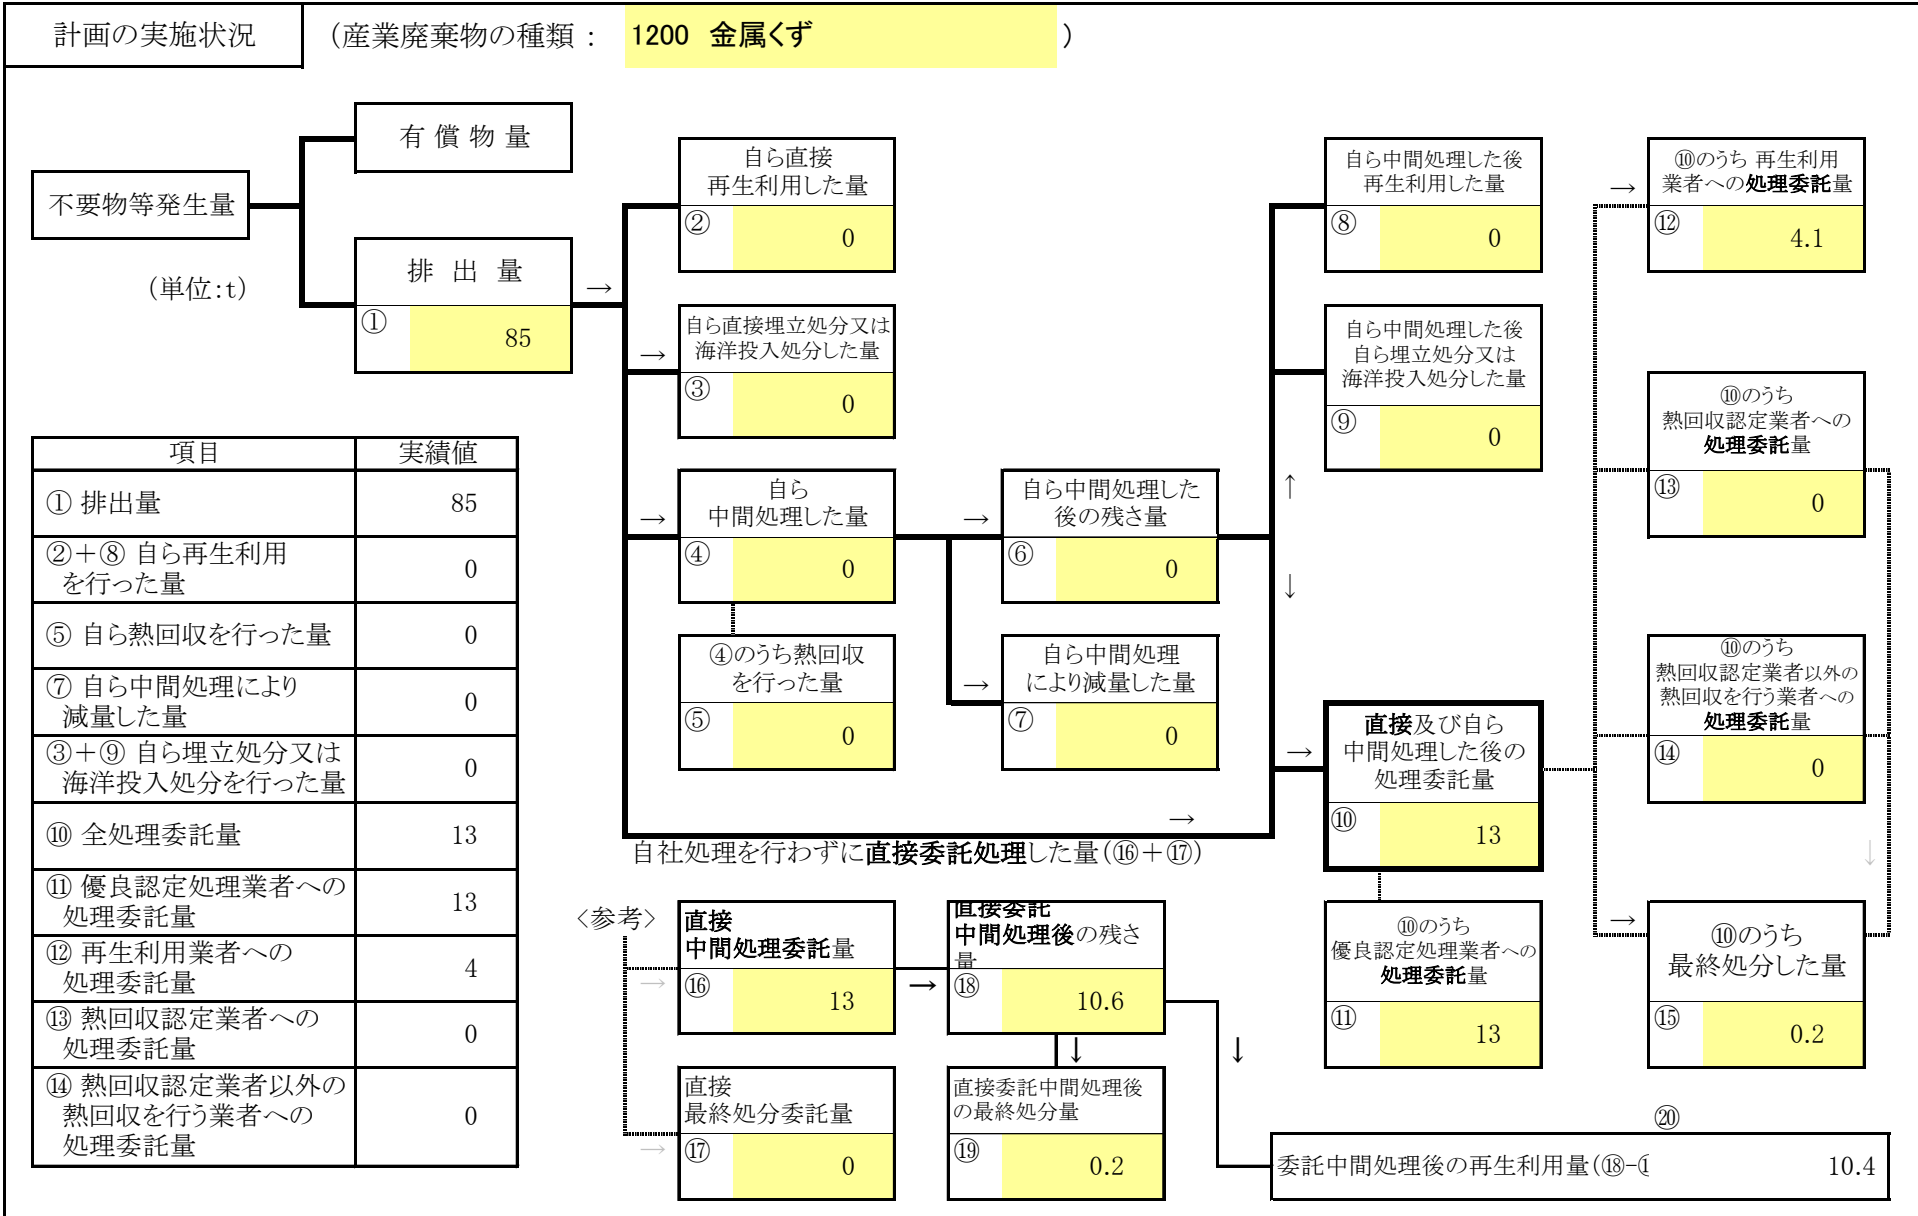 計画の実施状況 （産業廃棄物の種類： 1200 金属くず ）
有 償 物 量
不要物等発生量
（単位:t）
排 出 量
→
① 85
自ら直接
再生利用した量
② 0
自ら直接埋立処分又は
→ 海洋投入処分した量
③ 0
自ら
→ 中間処理した量
④ 0
④のうち熱回収
を行った量
⑤ 0
自ら中間処理した
→ 後の残さ量
⑥ 0
自ら中間処理
→ により減量した量
⑦ 0
自ら中間処理した後
再生利用した量
⑧ 0
自ら中間処理した後
自ら埋立処分又は
海洋投入処分した量
⑨ 0
↑
↓
直接及び自ら
→ 中間処理した後の
処理委託量
⑩ 13
→
自社処理を行わずに直接委託処理した量（⑯＋⑰）
⑩のうち
優良認定処理業者への
処理委託量
⑪ 13
⑩のうち 再生利用
→ 業者への処理委託量
⑫ 4.1
⑩のうち
熱回収認定業者への
処理委託量
⑬ 0
⑩のうち
熱回収認定業者以外の
熱回収を行う業者への
処理委託量
⑭ 0
↓
→ ⑩のうち
最終処分した量
⑮ 0.2
項目 実績値
① 排出量 85
②＋⑧ 自ら再生利用
を行った量 0
⑤ 自ら熱回収を行った量 0
⑦ 自ら中間処理により
減量した量 0
③＋⑨ 自ら埋立処分又は
海洋投入処分を行った量 0
⑩ 全処理委託量 13
⑪ 優良認定処理業者への
処理委託量 13
⑫ 再生利用業者への
処理委託量 4
⑬ 熱回収認定業者への
処理委託量 0
⑭ 熱回収認定業者以外の
熱回収を行う業者への
処理委託量 0
〈参考〉
直接
中間処理委託量
→ ⑯ 13
→
直接委託
中間処理後の残さ
量
⑱ 10.6
↓ ↓
直接
最終処分委託量
→ ⑰ 0
直接委託中間処理後
の最終処分量
⑲ 0.2
⑳
委託中間処理後の再生利用量（⑱− 10.4